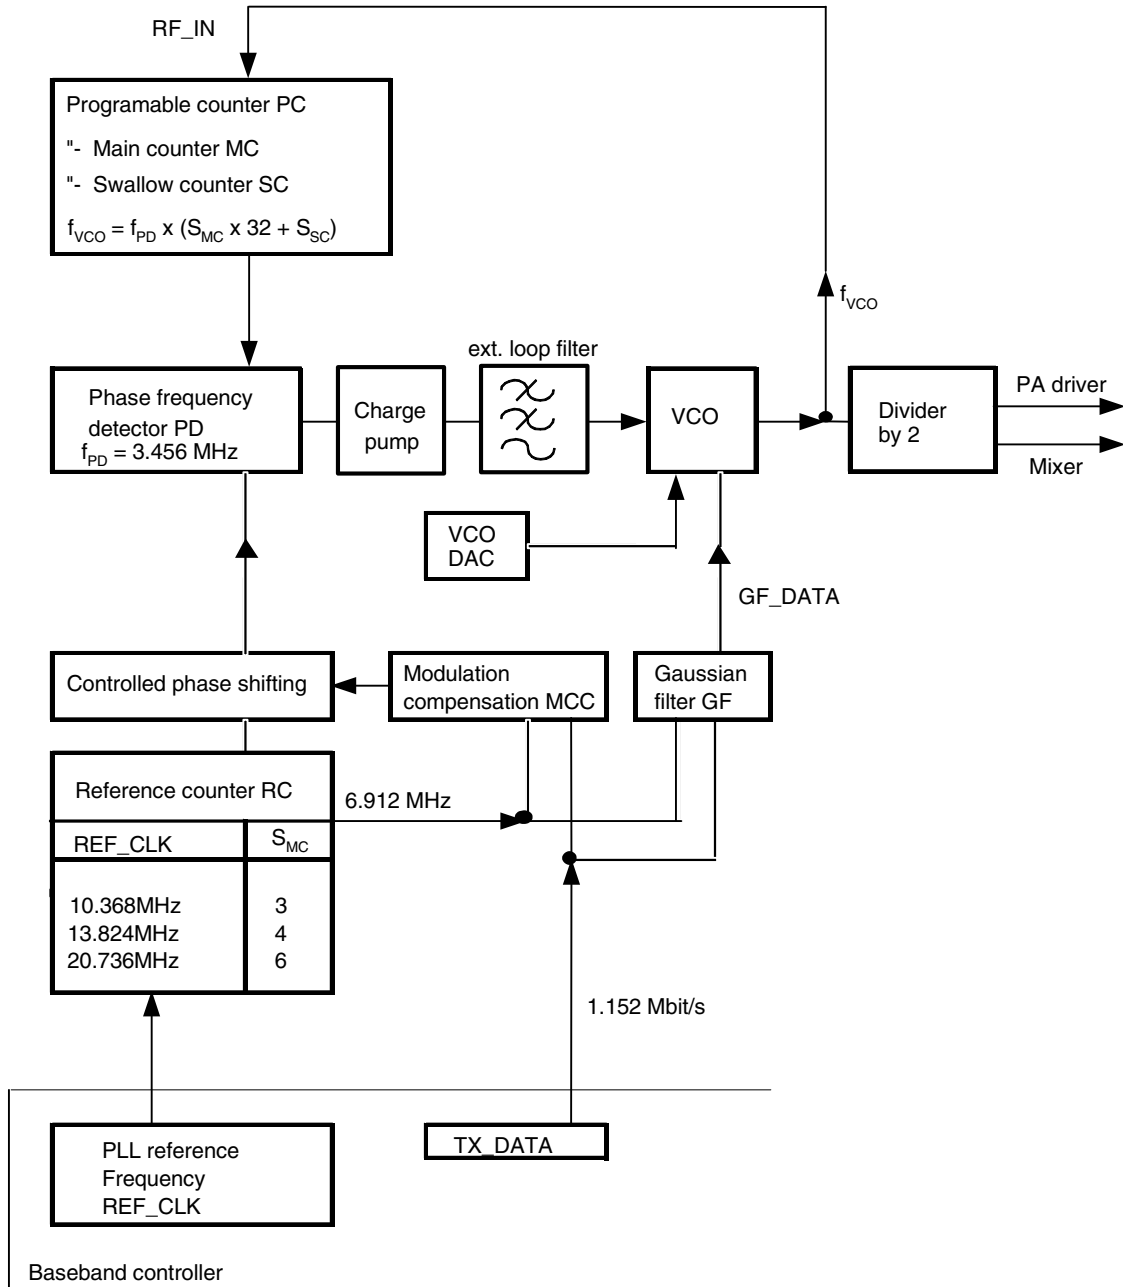 RF_IN
Programable counter PC
"- Main counter MC
"- Swallow counter SC
fVCO = fPD x (SMC x 32 + SSC)
fVCO
ext. loop filter
Phase frequency
detector PD
fPD = 3.456 MHz
Charge
pump
VCO
Divider
by 2
PA driver
Mixer
VCO
DAC
GF_DATA
Controlled phase shifting
Modulation
compensation MCC
Gaussian
filter GF
Reference counter RC
6.912 MHz
REF_CLK SMC
10.368MHz 3
13.824MHz 4
20.736MHz 6
1.152 Mbit/s
PLL reference
Frequency
REF_CLK
TX_DATA
Baseband controller